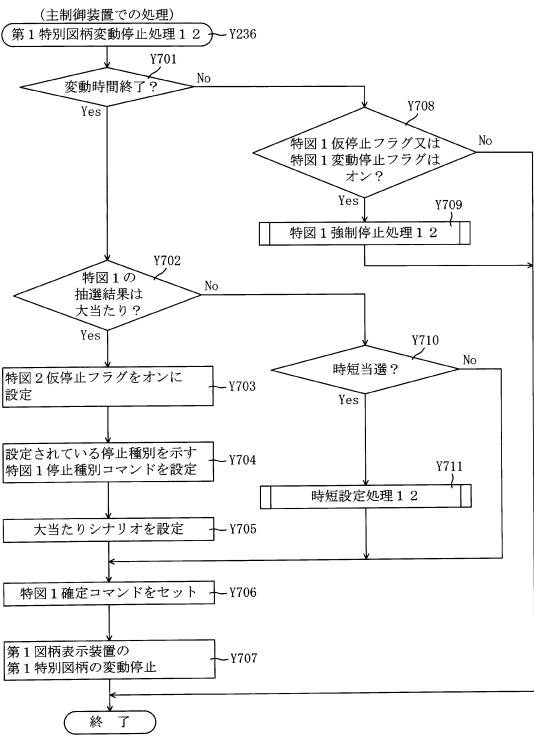 (主制御装置での処理)
第1特別図柄変動停止処理12
Y236
Y701
変動時間終了?
No
Yes
Y708
特図1仮停止フラグ又は
特図1変動停止フラグは
オン?
No
Yes
Y709
特図1強制停止処理12
Y702
特図1の
抽選結果は
大当たり?
No
Yes
Y710
時短当選?
No
Yes
特図2仮停止フラグをオンに
設定
Y703
設定されている停止種別を示す
特図1停止種別コマンドを設定
Y704
Y711
時短設定処理12
大当たりシナリオを設定
Y705
特図1確定コマンドをセット
Y706
第1図柄表示装置の
第1特別図柄の変動停止
Y707
終 了